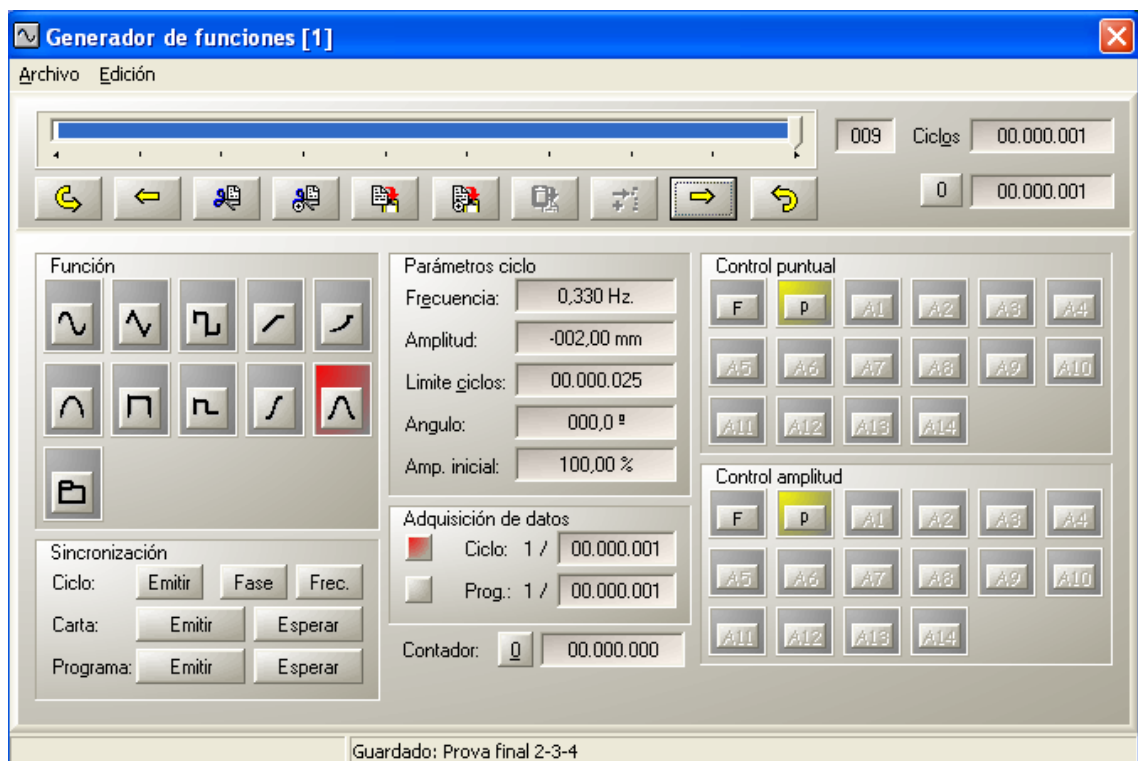 Generador de funciones [1]
Archivo Edición
009 Ciclos 00.000.001
0 00.000.001
Función
Parámetros ciclo
Frecuencia: 0,330 Hz.
Amplitud: -002,00 mm
Limite ciclos: 00.000.025
Angulo: 000,0 º
Amp. inicial: 100,00 %
Control puntual
F P A1 A2 A3 A4
A5 A6 A7 A8 A9 A10
A11 A12 A13 A14
Control amplitud
F P A1 A2 A3 A4
A5 A6 A7 A8 A9 A10
A11 A12 A13 A14
Sincronización
Ciclo: Emitir Fase Frec.
Carta: Emitir Esperar
Programa: Emitir Esperar
Adquisición de datos
Ciclo: 1 / 00.000.001
Prog.: 1 / 00.000.001
Contador: 0 00.000.000
Guardado: Prova final 2-3-4